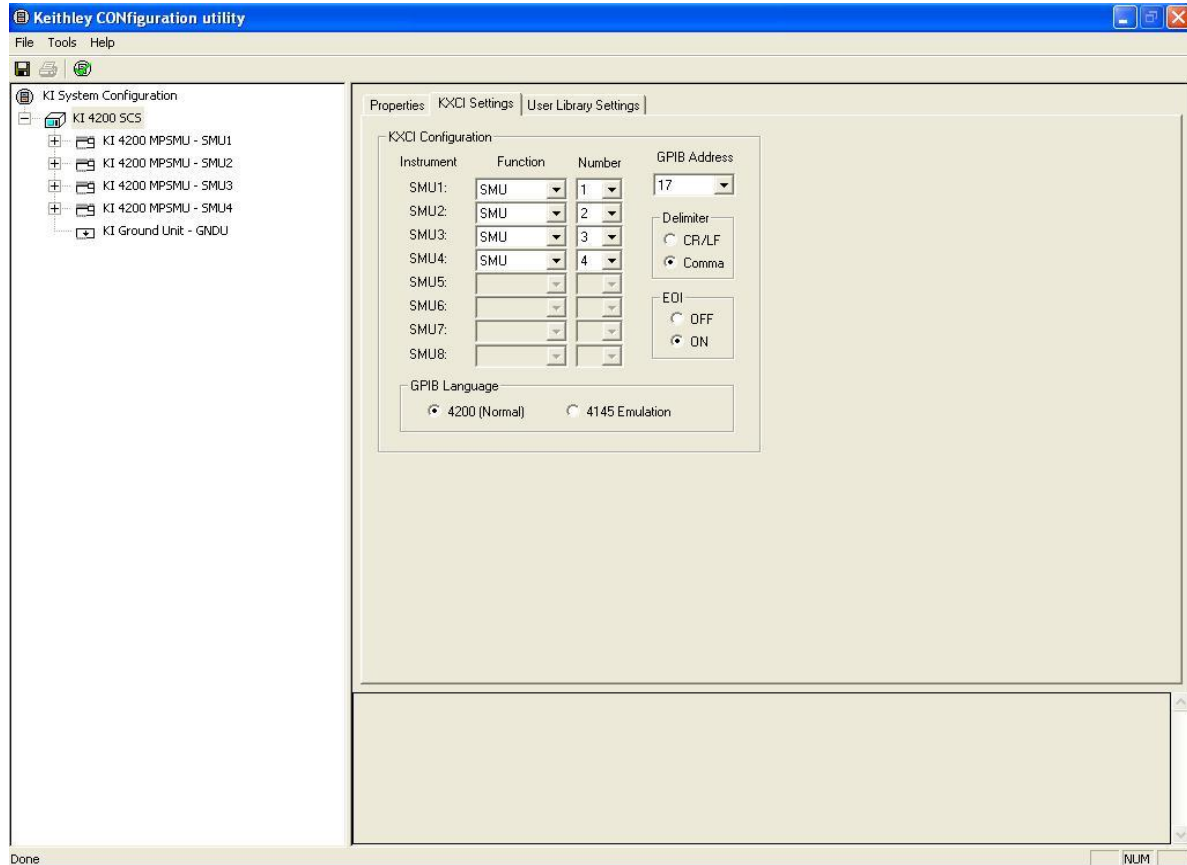 Keithley CONfiguration utility
File Tools Help
KI System Configuration
KI 4200 SCS
KI 4200 MPSMU - SMU1
KI 4200 MPSMU - SMU2
KI 4200 MPSMU - SMU3
KI 4200 MPSMU - SMU4
KI Ground Unit - GNDU
Properties KXCI Settings User Library Settings
KXCI Configuration
Instrument Function Number
SMU1: SMU 1
SMU2: SMU 2
SMU3: SMU 3
SMU4: SMU 4
SMU5:
SMU6:
SMU7:
SMU8:
GPIB Address
17
Delimiter
CR/LF
Comma
EOI
OFF
ON
GPIB Language
4200 (Normal) 4145 Emulation
Done NUM